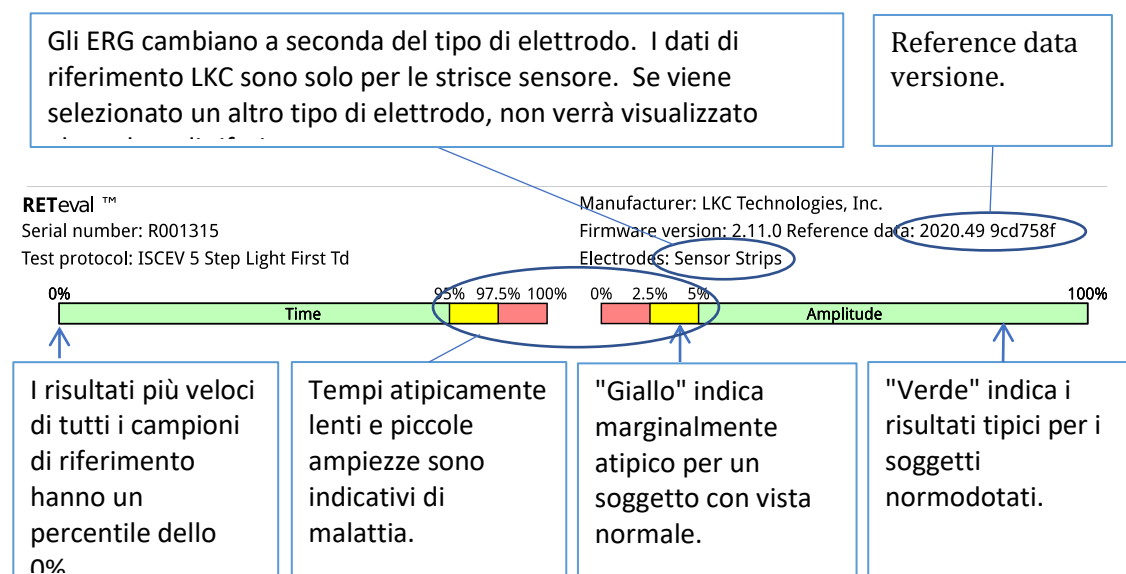 Gli ERG cambiano a seconda del tipo di elettrodo. I dati di
riferimento LKC sono solo per le strisce sensore. Se viene
selezionato un altro tipo di elettrodo, non verrà visualizzato
Reference data
versione.
RETeval ™
Serial number: R001315
Test protocol: ISCEV 5 Step Light First Td
Manufacturer: LKC Technologies, Inc.
Firmware version: 2.11.0 Reference data: 2020.49 9cd758f
Electrodes: Sensor Strips
0% 95% 97.5% 100%
Time
0% 2.5% 5% 100%
Amplitude
I risultati più veloci
di tutti i campioni
di riferimento
hanno un
percentile dello
0%
Tempi atipicamente
lenti e piccole
ampiezze sono
indicativi di
malattia.
"Giallo" indica
marginalmente
atipico per un
soggetto con vista
normale.
"Verde" indica i
risultati tipici per i
soggetti
normodotati.